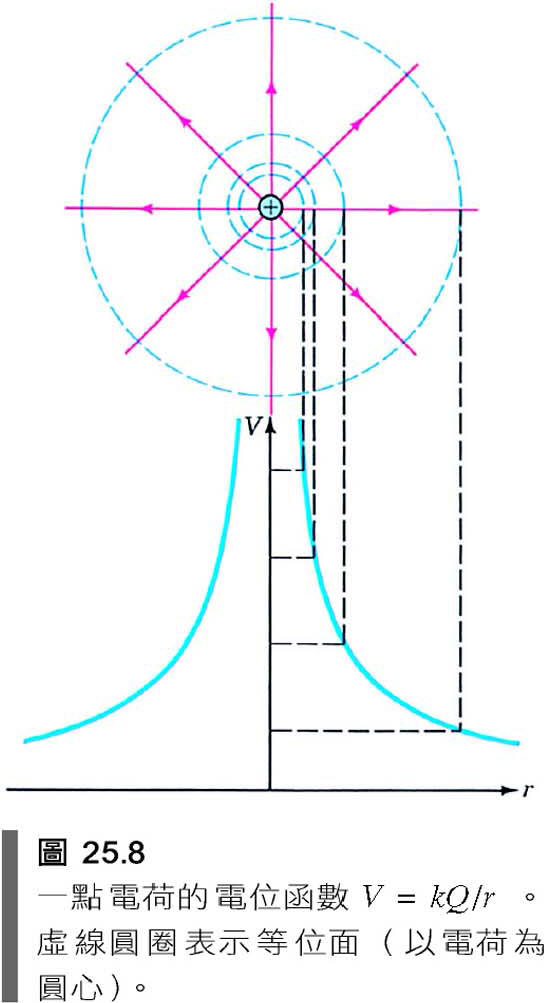 +
V
r
圖 25.8
一點電荷的電位函數 V = kQ/r 。
虛線圓圈表示等位面（以電荷為
圓心）。